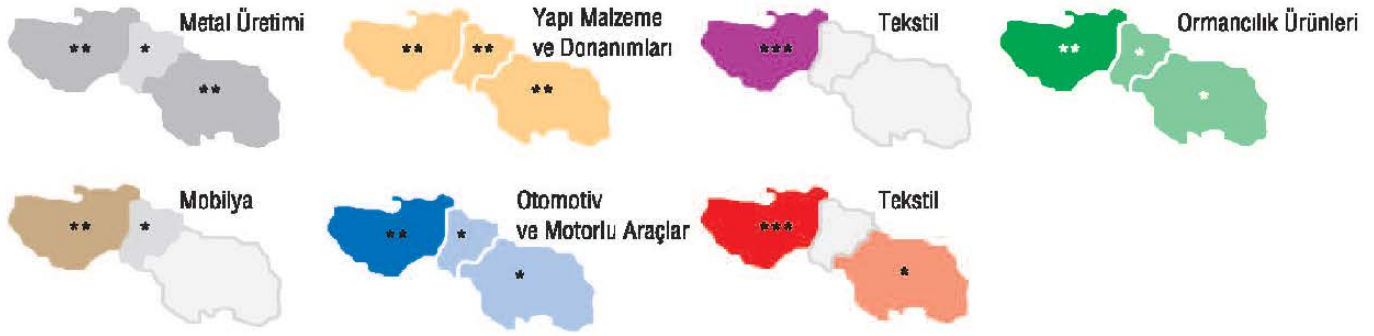 Metal Üretimi
** * **
Yapı Malzeme
ve Donanımları
** ** **
Tekstil
***
Ormancılık Ürünleri
** * *
Mobilya
** *
Otomotiv
ve Motorlu Araçlar
** * *
Tekstil
*** *